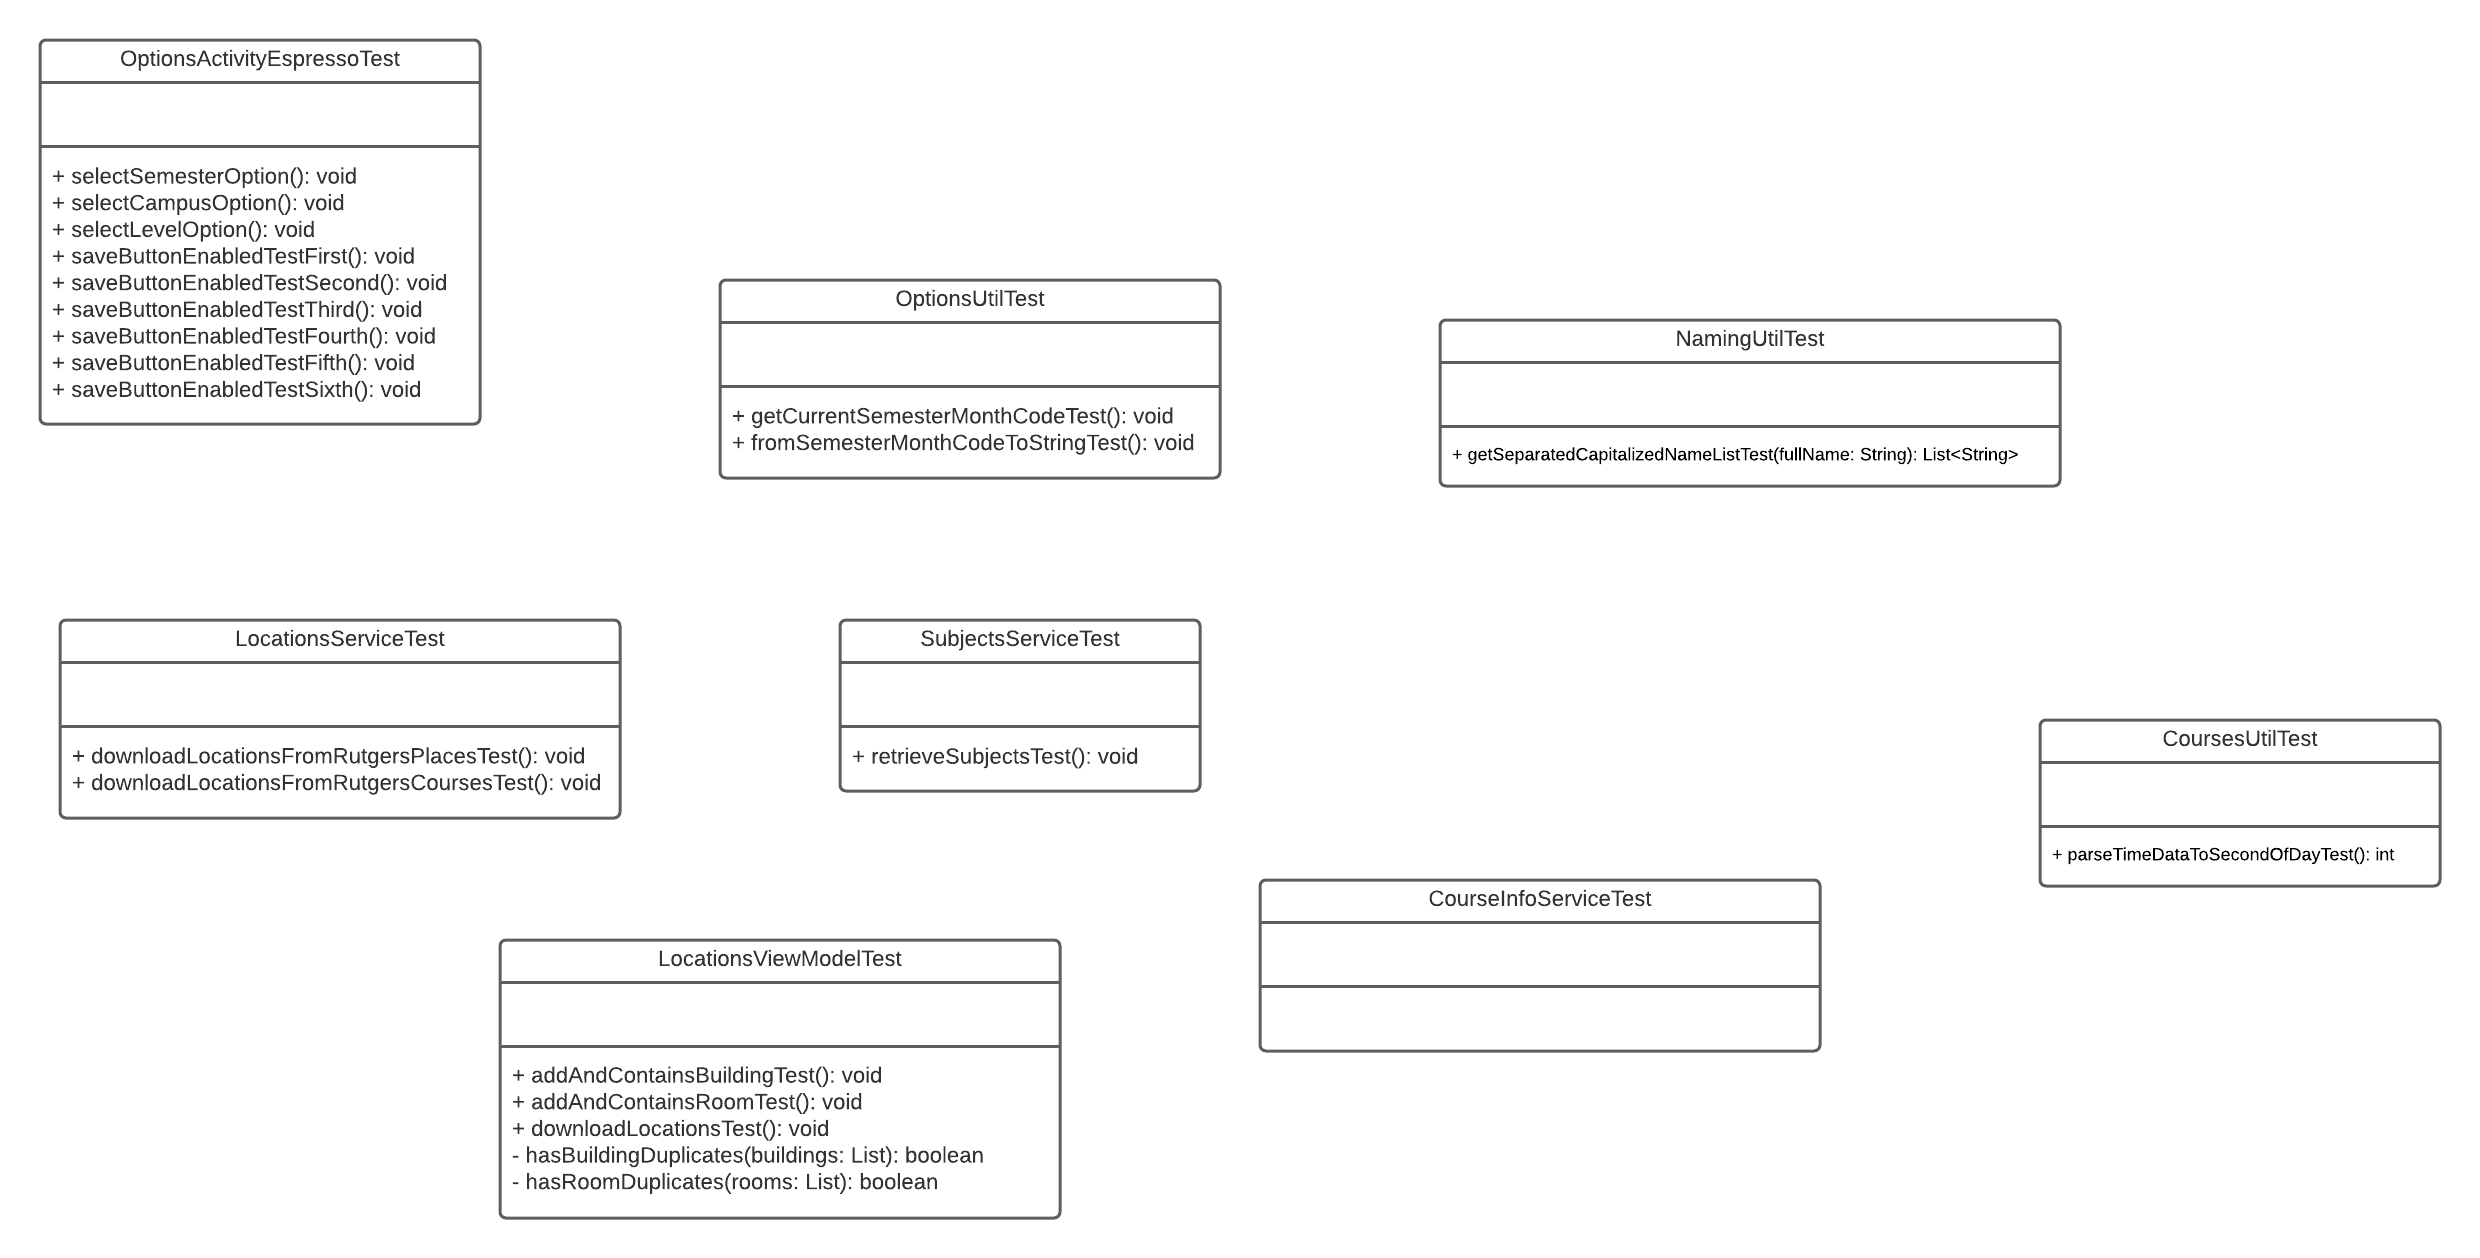 OptionsActivityEspressoTest
+ selectSemesterOption(): void
+ selectCampusOption(): void
+ selectLevelOption(): void
+ saveButtonEnabledTestFirst(): void
+ saveButtonEnabledTestSecond(): void
+ saveButtonEnabledTestThird(): void
+ saveButtonEnabledTestFourth(): void
+ saveButtonEnabledTestFifth(): void
+ saveButtonEnabledTestSixth(): void
OptionsUtilTest
+ getCurrentSemesterMonthCodeTest(): void
+ fromSemesterMonthCodeToStringTest(): void
NamingUtilTest
+ getSeparatedCapitalizedNameListTest(fullName: String): List<String>
LocationsServiceTest
+ downloadLocationsFromRutgersPlacesTest(): void
+ downloadLocationsFromRutgersCoursesTest(): void
SubjectsServiceTest
+ retrieveSubjectsTest(): void
CoursesUtilTest
+ parseTimeDataToSecondOfDayTest(): int
CourseInfoServiceTest
LocationsViewModelTest
+ addAndContainsBuildingTest(): void
+ addAndContainsRoomTest(): void
+ downloadLocationsTest(): void
- hasBuildingDuplicates(buildings: List): boolean
- hasRoomDuplicates(rooms: List): boolean